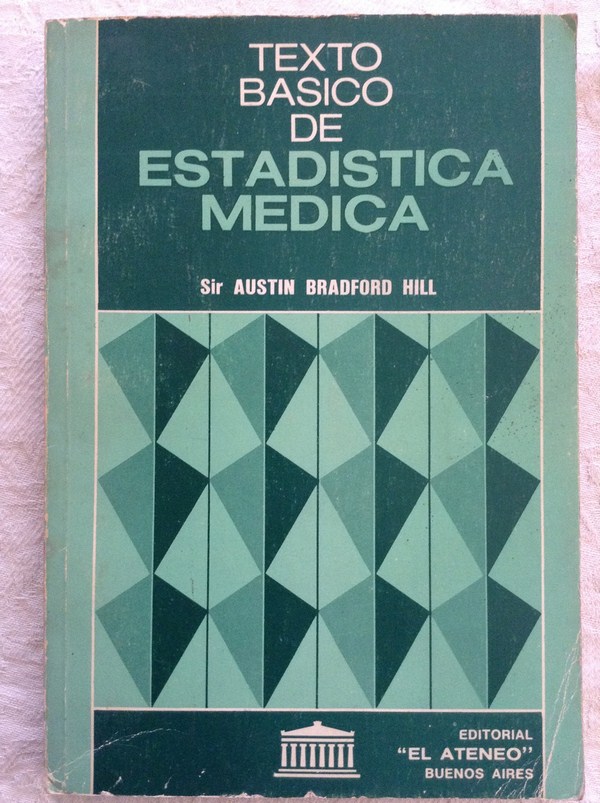 TEXTO
BASICO
DE
ESTADISTICA
MEDICA
Sir AUSTIN BRADFORD HILL
EDITORIAL
"EL ATENEO"
BUENOS AIRES